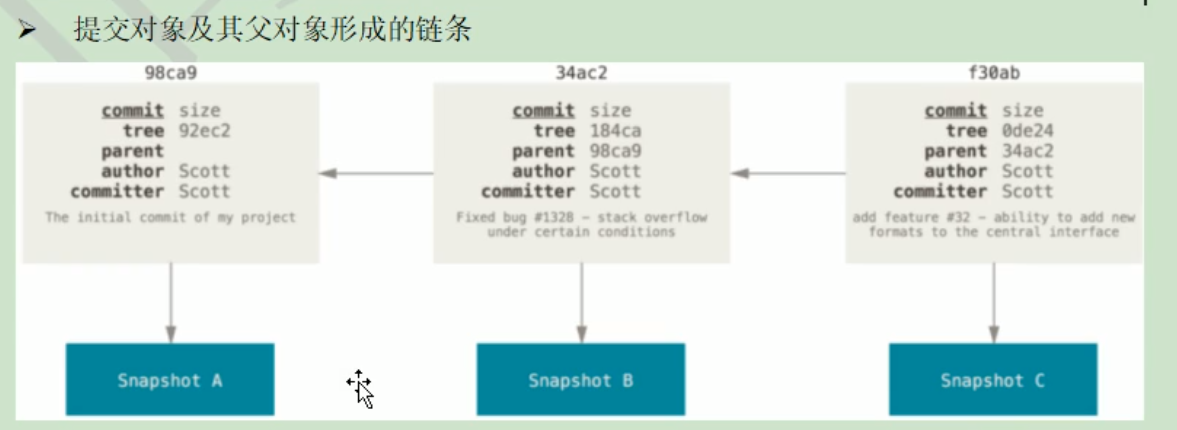 ➢ 提交对象及其父对象形成的链条
98ca9
commit size
tree 92ec2
parent
author Scott
committer Scott
The initial commit of my project
Snapshot A
34ac2
commit size
tree 184ca
parent 98ca9
author Scott
committer Scott
Fixed bug #1328 – stack overflow
under certain conditions
Snapshot B
f30ab
commit size
tree 0de24
parent 34ac2
author Scott
committer Scott
add feature #32 – ability to add new
formats to the central interface
Snapshot C